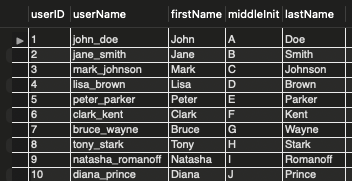 userID userName firstName middleInit lastName
1 john_doe John A Doe
2 jane_smith Jane B Smith
3 mark_johnson Mark C Johnson
4 lisa_brown Lisa D Brown
5 peter_parker Peter E Parker
6 clark_kent Clark F Kent
7 bruce_wayne Bruce G Wayne
8 tony_stark Tony H Stark
9 natasha_romanoff Natasha I Romanoff
10 diana_prince Diana J Prince